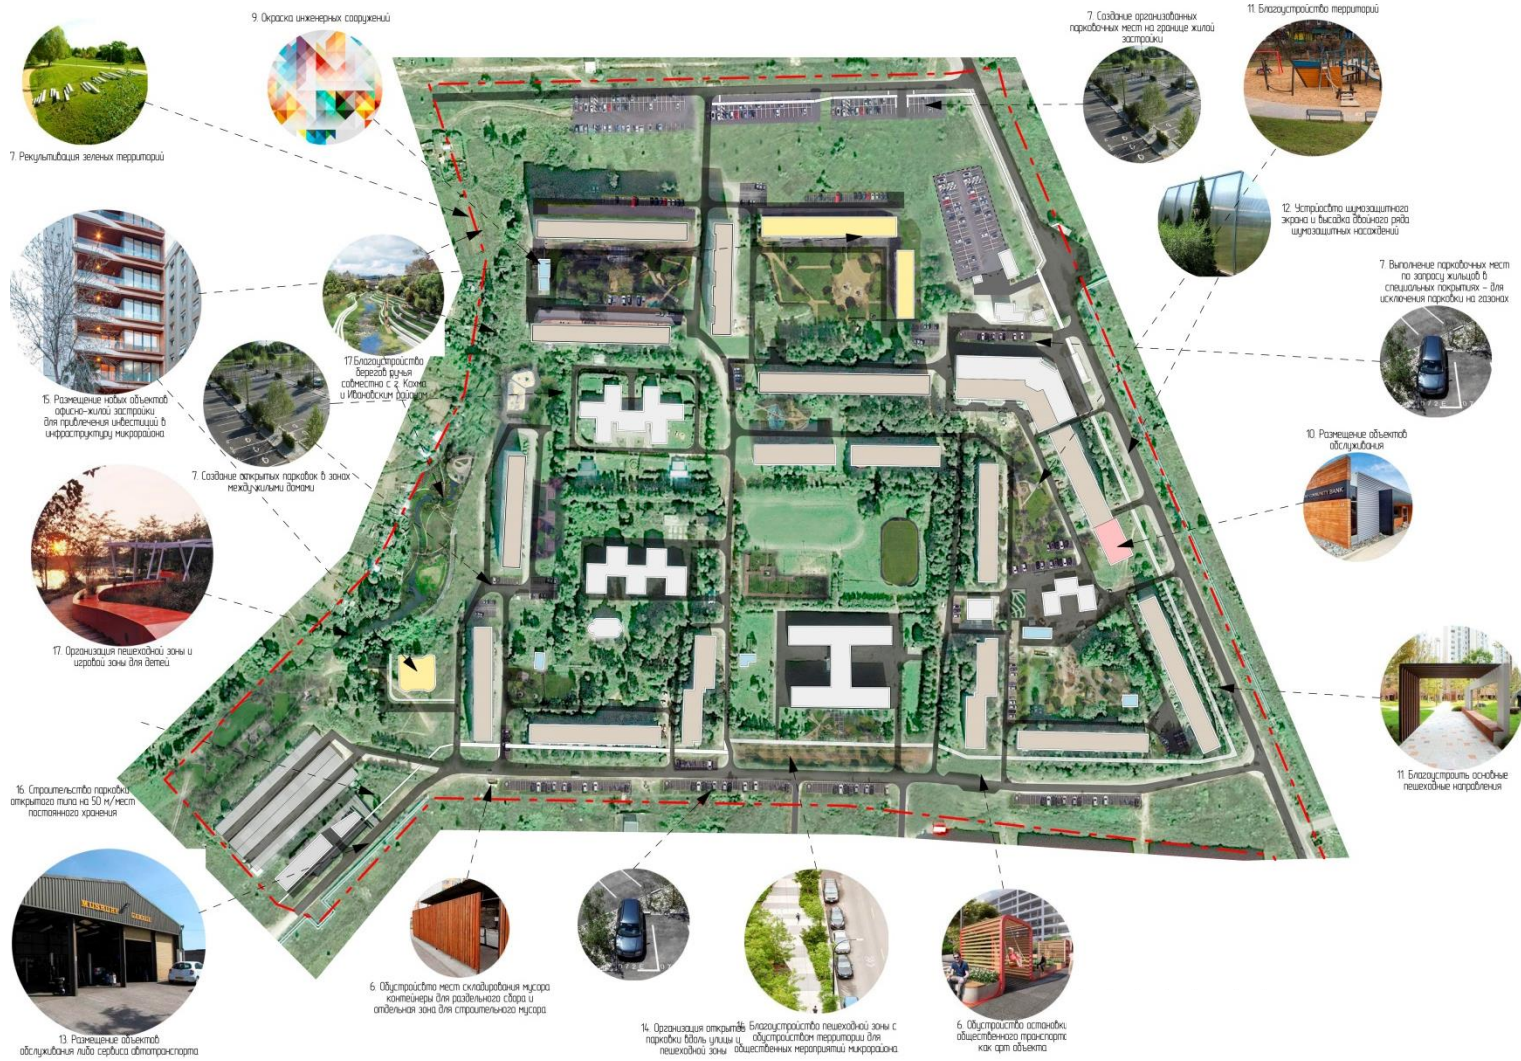 9. Окраска инженерных сооружений
7. Создание организованных
парковочных мест на границе жилой
застройки
11. Благоустройство территорий
7. Рекультивация зеленых территорий
12. Устройсвто шумозащитного
экрана и высадка двойного ряда
шумозащитных насаждений
7. Выполнение парковочных мест
по запросу жильцов в
специальных покрытиях – для
исключения парковки на газонах
17.Благоустройство
берегов ручья
совместно с г. Кохма
и Ивановским районом
15. Размещение новых объектов
офисно-жилой застройки
для привлечения инвестиций в
инфраструктуру микрорайона
10. Размещение объектов
обслуживания
COMMUNITY BANK
7. Создание открытых парковок в зонах
между жилыми домами
17. Организация пешеходной зоны и
игровой зоны для детей
11. Благоустроить основные
пешеходные направления
16. Строительство парковки
открытого типа на 50 м/мест
постоянного хранения
6. Обустройсвто мест складирования мусора
контейнеры для раздельного сбора и
отдельная зона для строительного мусора
14. Организация открытой
парковки вдоль улицы и
пешеходной зоны
Благоустройство пешеходной зоны с
обустройством территории для
общественных мероприятий микрорайона
6. Обустройство остановки
общественного транспорта
как арт объекта
13. Размещение объектов
обслуживания либо сервиса автотранспорта